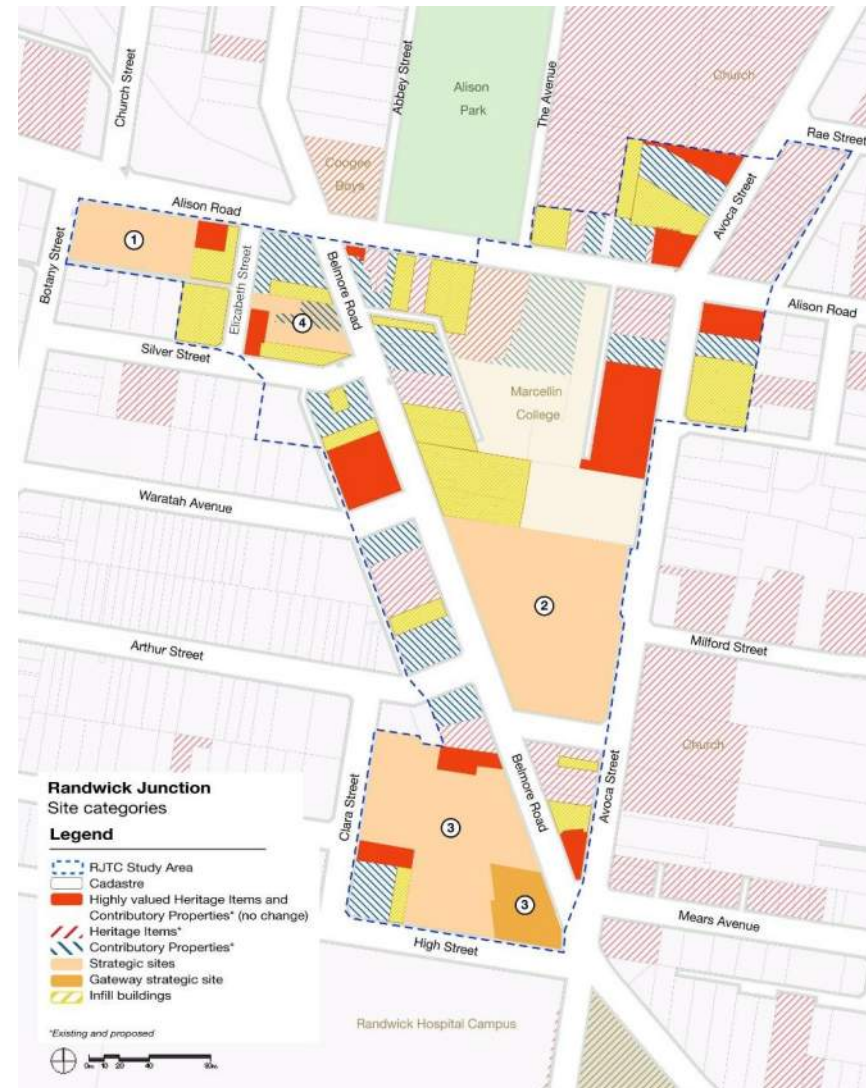 Church Street
Abbey Street
Alison
Park
The Avenue
Church
Rae Street
Coogee
Boys
Avoca Street
Alison Road
Botany Street
1
Elizabeth Street
Belmore Road
4
Alison Road
Silver Street
Marcellin
College
Waratah Avenue
2
Arthur Street
Milford Street
Church
Belmore Road
Avoca Street
Clara Street
3
3
Mears Avenue
High Street
Randwick Hospital Campus
Randwick Junction
Site categories
Legend
RJTC Study Area
Cadastre
Highly valued Heritage Items and
Contributory Properties* (no change)
Heritage Items*
Contributory Properties*
Strategic sites
Gateway strategic site
Infill buildings
*Existing and proposed
0m 10 20 40